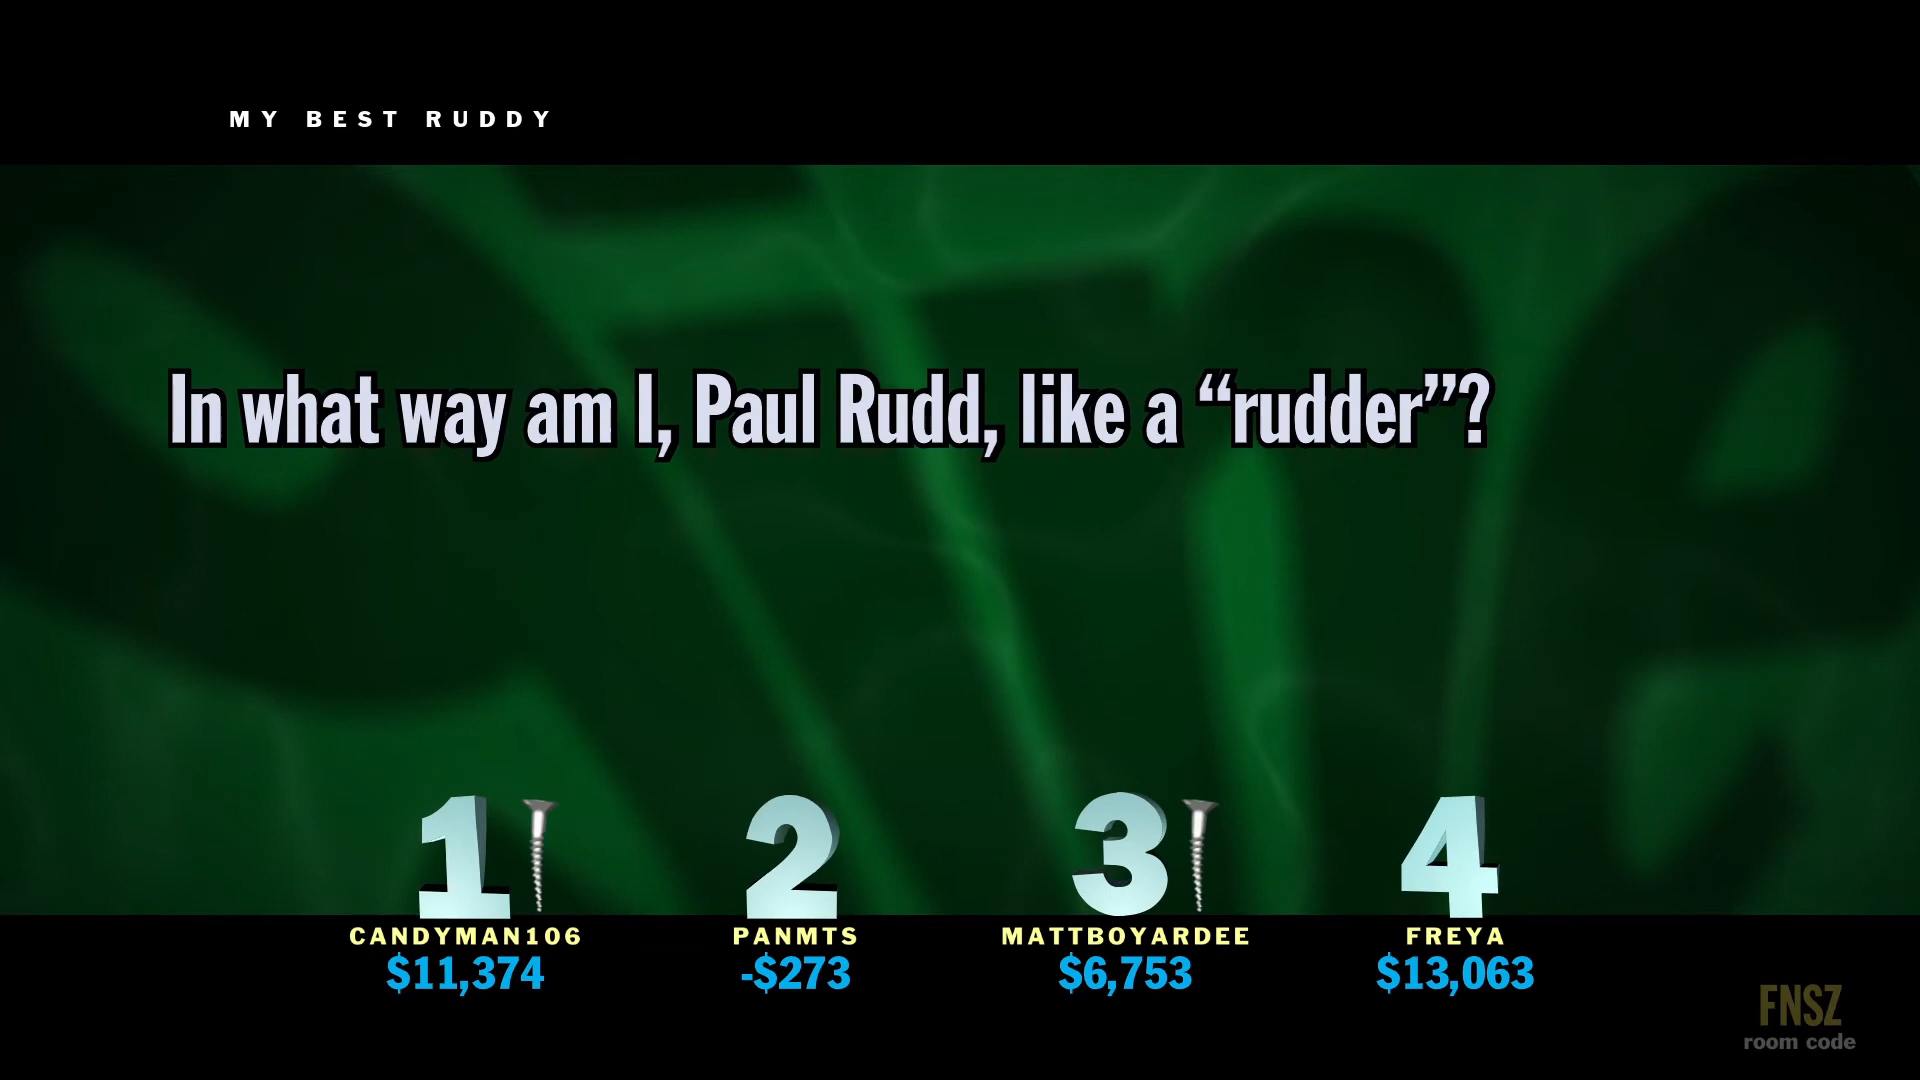 MY BEST RUDDY
In what way am I, Paul Rudd, like a “rudder”?
1 2 3 4
CANDYMAN106 PANMTS MATTBOYARDEE FREYA
$11,374 -$273 $6,753 $13,063
FNSZ
room code